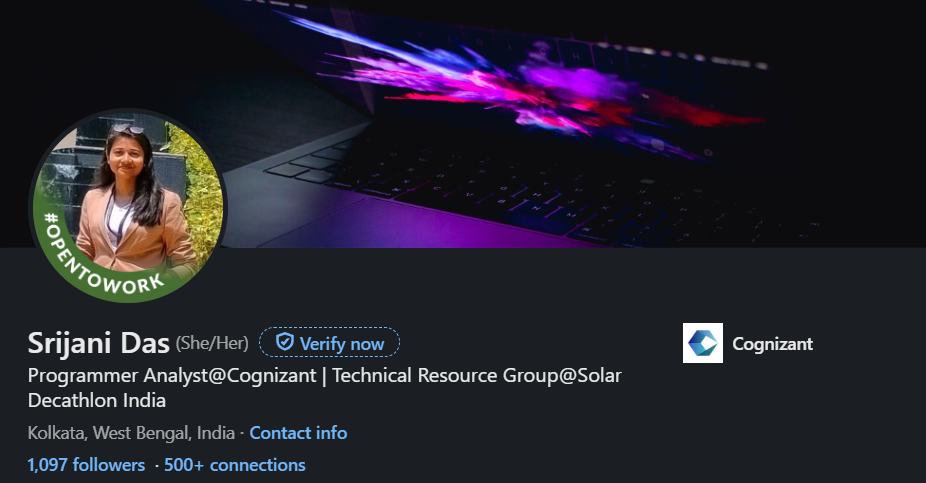 #OPENTOWORK
Srijani Das (She/Her) Verify now
Cognizant
Programmer Analyst@Cognizant | Technical Resource Group@Solar
Decathlon India
Kolkata, West Bengal, India · Contact info
1,097 followers · 500+ connections